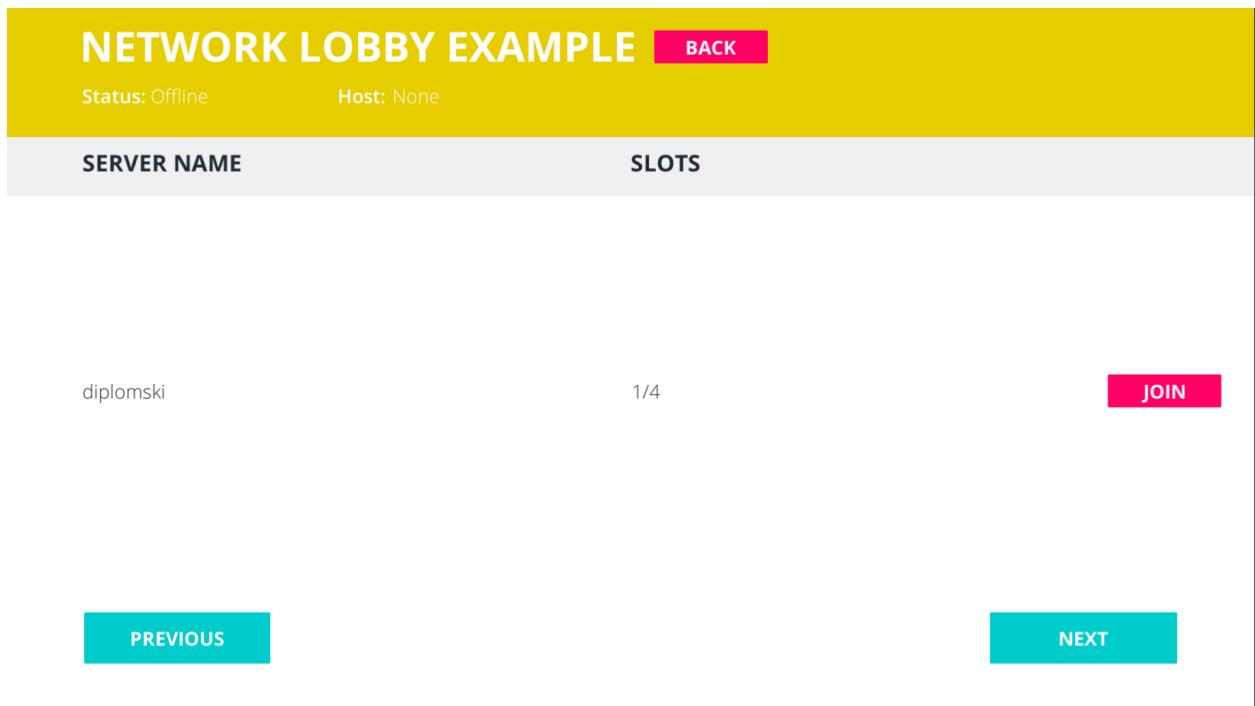 NETWORK LOBBY EXAMPLE BACK
Status: Offline Host: None
SERVER NAME SLOTS
diplomski 1/4 JOIN
PREVIOUS NEXT